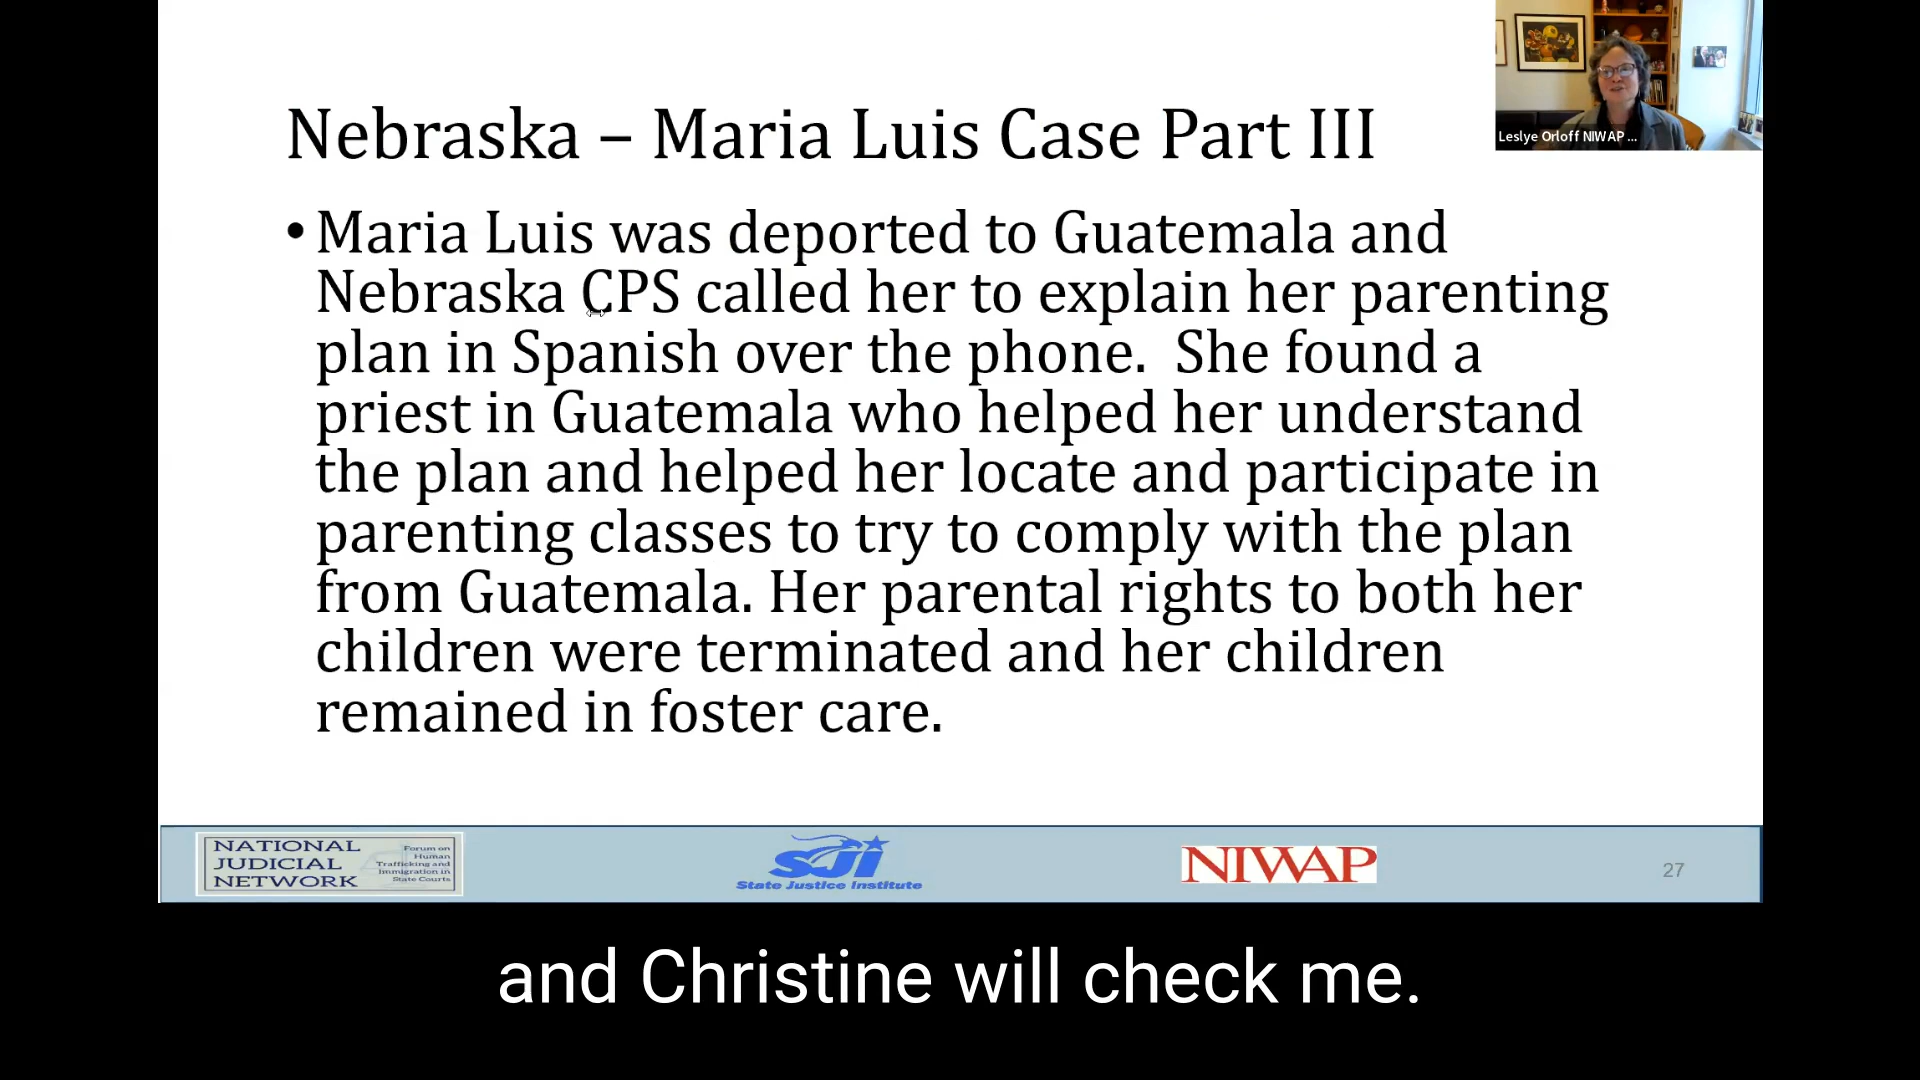 Nebraska – Maria Luis Case Part III
Leslye Orloff NIWAP ...
• Maria Luis was deported to Guatemala and
Nebraska CPS called her to explain her parenting
plan in Spanish over the phone.  She found a
priest in Guatemala who helped her understand
the plan and helped her locate and participate in
parenting classes to try to comply with the plan
from Guatemala. Her parental rights to both her
children were terminated and her children
remained in foster care.
NATIONAL
JUDICIAL
NETWORK
Forum on
Human
Trafficking and
Immigration in
State Courts
SJI
State Justice Institute
NIWAP
27
and Christine will check me.